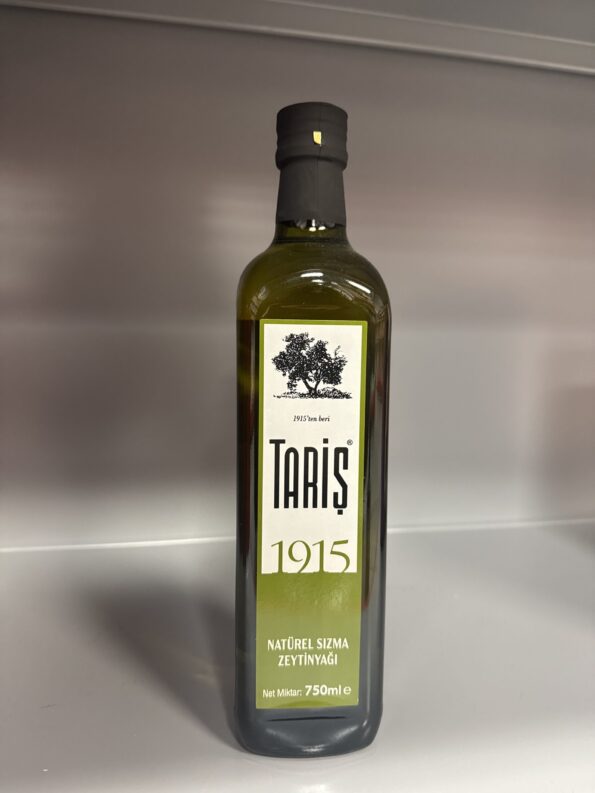 1915'ten beri
TARİŞ®
1915
NATÜREL SIZMA
ZEYTİNYAĞI
Net Miktar: 750ml ℮